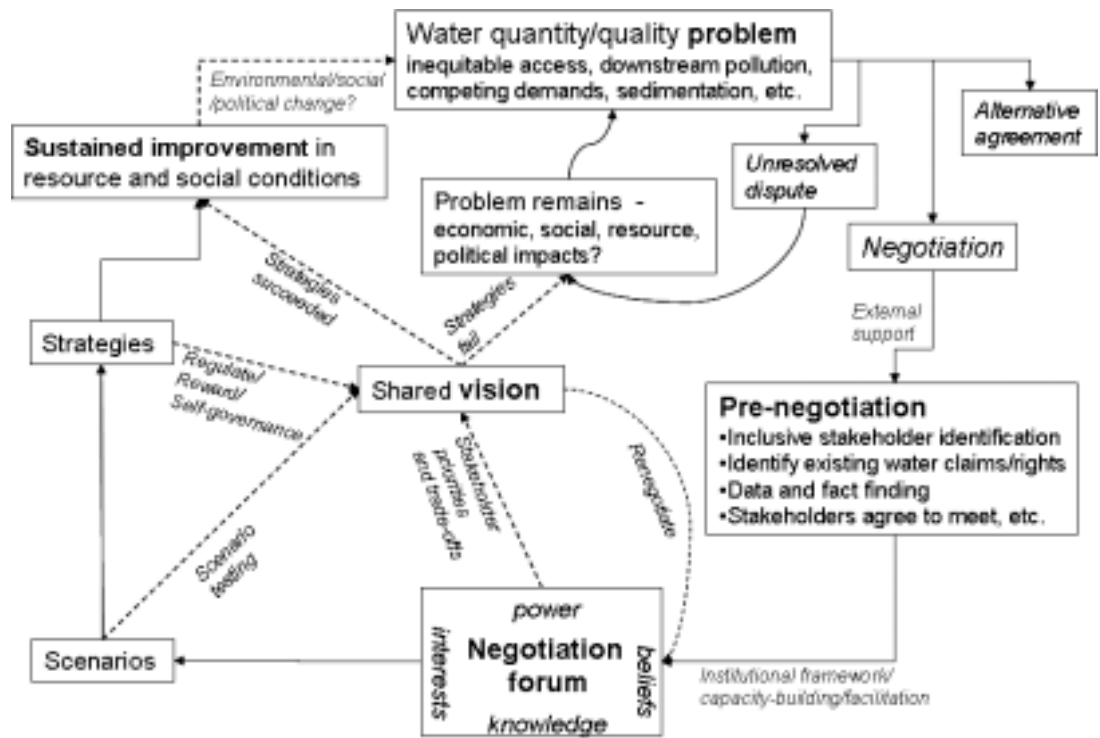 Water quantity/quality problem
inequitable access, downstream pollution,
competing demands, sedimentation, etc.
Environmental/social
/political change?
Alternative
agreement
Sustained improvement in
resource and social conditions
Unresolved
dispute
Problem remains -
economic, social, resource,
political impacts?
Negotiation
Strategies
succeeded
Strategies
fail
External
support
Strategies
Regulate/
Reward/
Self-governance
Shared vision
Pre-negotiation
•Inclusive stakeholder identification
•Identify existing water claims/rights
•Data and fact finding
•Stakeholders agree to meet, etc.
Stakeholder
priorities
and trade-offs
Renegotiate
Scenario
testing
power
Scenarios
interests
Negotiation
forum
beliefs
knowledge
Institutional framework/
capacity-building/facilitation